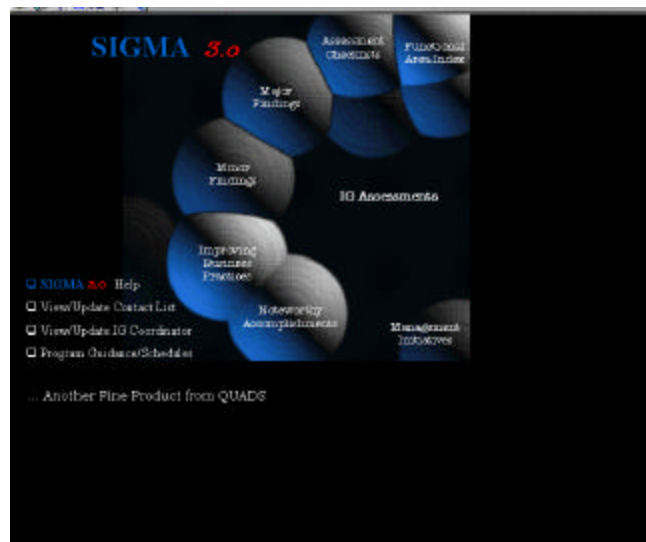 SIGMA 3.0
Assessment
Checklists
Functional
Area Index
Major
Findings
Minor
Findings
IG Assessments
Improving
Business
Practices
SIGMA 3.0 Help
View/Update Contact List
Noteworthy
Accomplishments
View/Update IG Coordinator
Management
Initiatives
Program Guidance/Schedules
... Another Fine Product from QUADS